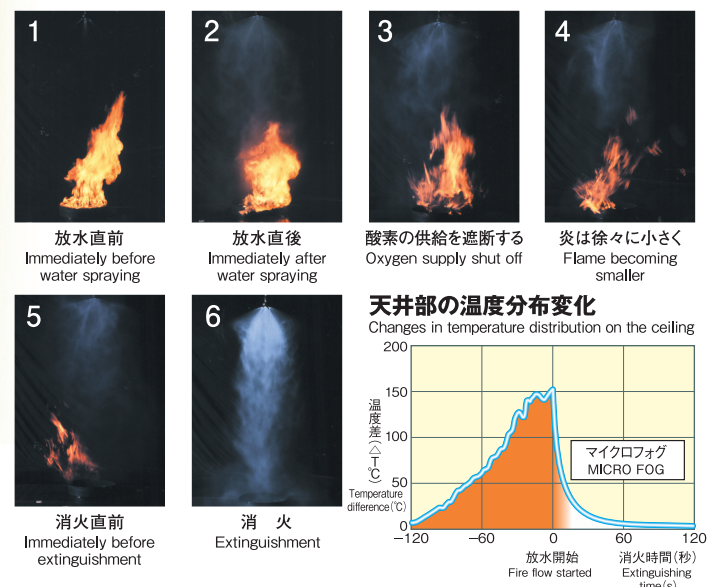 1
2
3
4
放水直前
Immediately before
water spraying
放水直後
Immediately after
water spraying
酸素の供給を遮断する
Oxygen supply shut off
炎は徐々に小さく
Flame becoming
smaller
5
6
消火直前
Immediately before
extinguishment
消 火
Extinguishment
天井部の温度分布変化
Changes in temperature distribution on the ceiling
200
150
100
50
0
温度差(△T℃)
Temperature
difference(℃)
マイクロフォグ
MICRO FOG
−120
−60
0
60
120
放水開始
Fire flow started
消火時間(秒)
Extinguishing
time(s)